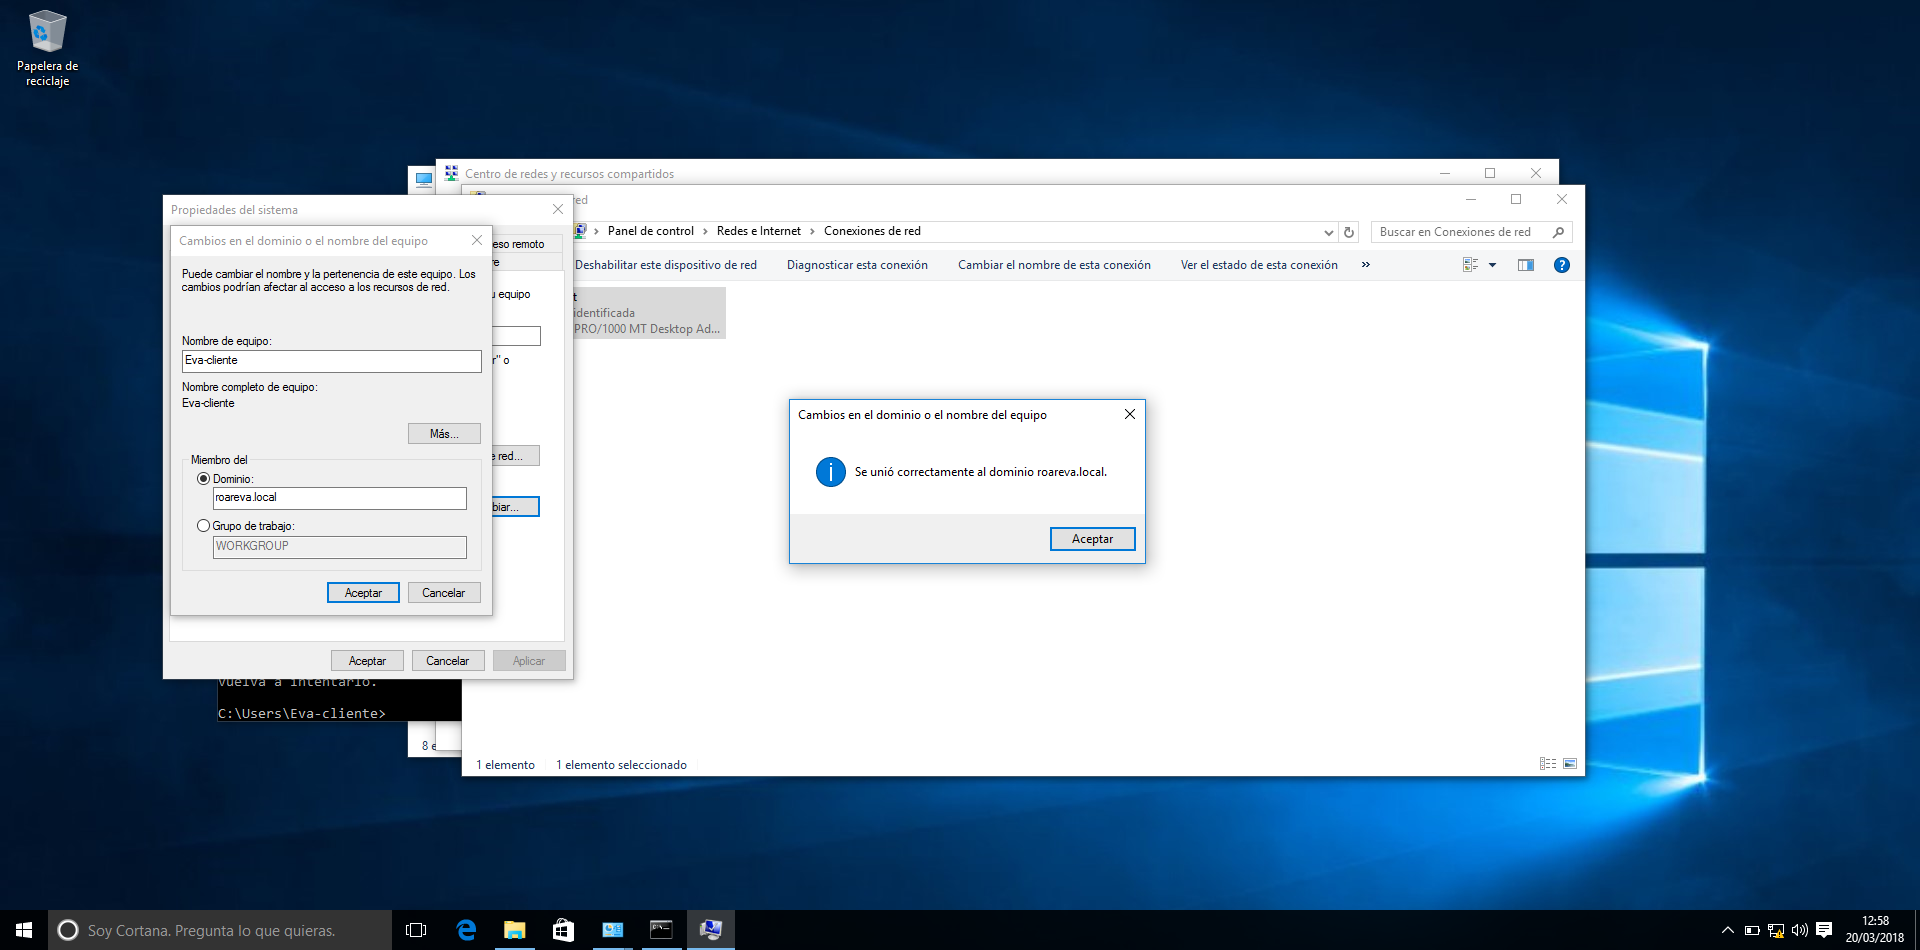 Papelera de
reciclaje
Centro de redes y recursos compartidos
red
Propiedades del sistema
Cambios en el dominio o el nombre del equipo
Puede cambiar el nombre y la pertenencia de este equipo. Los
cambios podrían afectar al acceso a los recursos de red.
Nombre de equipo:
Eva-cliente
Nombre completo de equipo:
Eva-cliente
Más...
Miembro del
Dominio:
roareva.local
Grupo de trabajo:
WORKGROUP
Aceptar
Cancelar
eso remoto
re
u equipo
r" o
e red...
biar...
Aceptar
Cancelar
Aplicar
Panel de control
Redes e Internet
Conexiones de red
Buscar en Conexiones de red
Deshabilitar este dispositivo de red
Diagnosticar esta conexión
Cambiar el nombre de esta conexión
Ver el estado de esta conexión
»
t
identificada
PRO/1000 MT Desktop Ad...
Cambios en el dominio o el nombre del equipo
Se unió correctamente al dominio roareva.local.
Aceptar
vuelva a intentarlo.
C:\Users\Eva-cliente>
8 e
1 elemento
1 elemento seleccionado
Soy Cortana. Pregunta lo que quieras.
12:58
20/03/2018